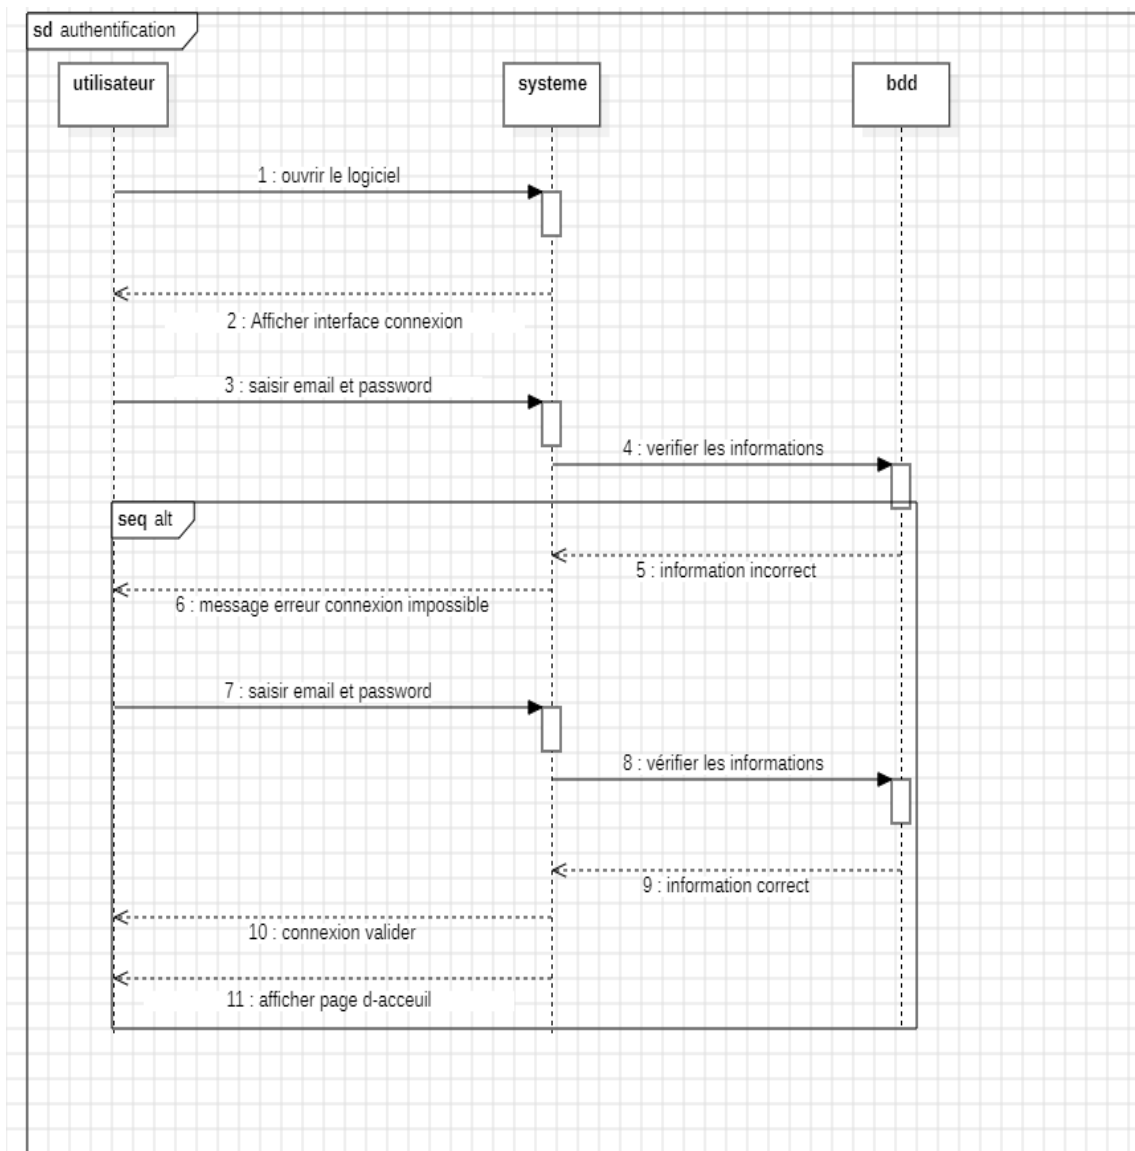 sd authentification
utilisateur
systeme
bdd
1 : ouvrir le logiciel
2 : Afficher interface connexion
3 : saisir email et password
4 : verifier les informations
seq alt
5 : information incorrect
6 : message erreur connexion impossible
7 : saisir email et password
8 : vérifier les informations
9 : information correct
10 : connexion valider
11 : afficher page d-acceuil